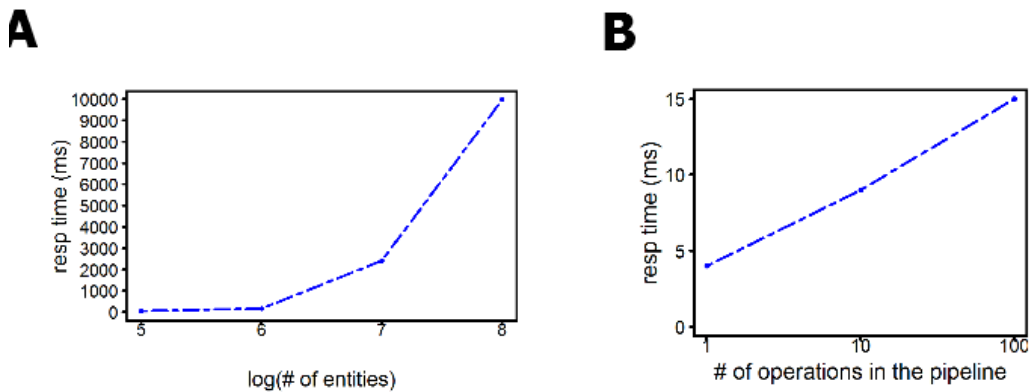 A
resp time (ms)
10000
9000
8000
7000
6000
5000
4000
3000
2000
1000
0
5 6 7 8
log(# of entities)
B
resp time (ms)
15
10
5
0
1 10 100
# of operations in the pipeline